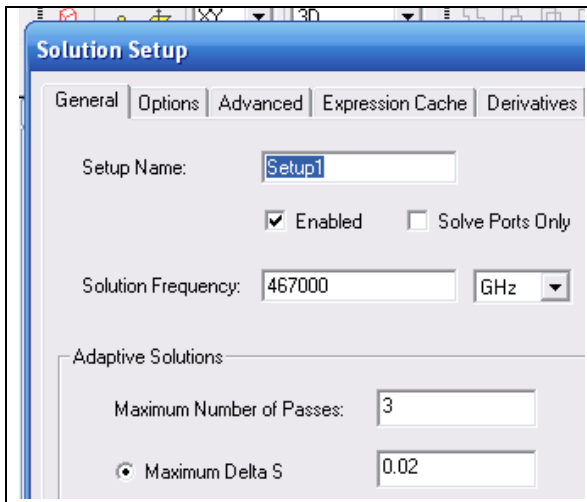 XY 3D
Solution Setup
General Options Advanced Expression Cache Derivatives
Setup Name: Setup1
Enabled Solve Ports Only
Solution Frequency: 467000 GHz
Adaptive Solutions
Maximum Number of Passes: 3
Maximum Delta S 0.02